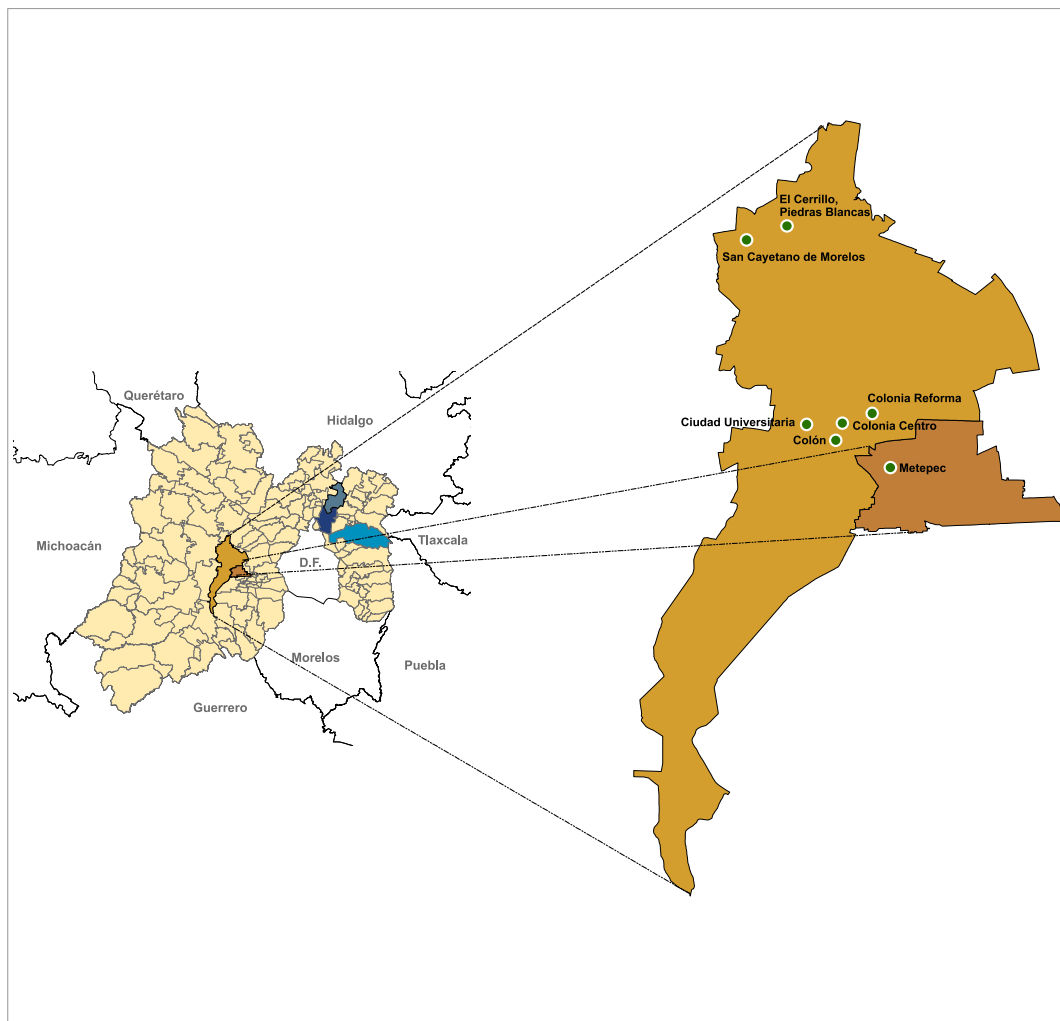 El Cerrillo,
Piedras Blancas
San Cayetano de Morelos
Colonia Reforma
Ciudad Universitaria
Colonia Centro
Colón
Metepec
Querétaro
Hidalgo
Michoacán
Tlaxcala
D.F.
Morelos
Puebla
Guerrero